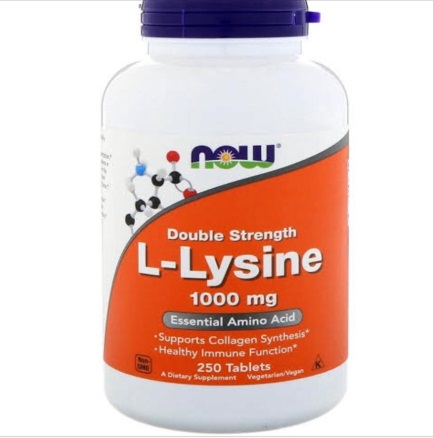 NOW®
Double Strength
L-Lysine
1000 mg
Essential Amino Acid
•Supports Collagen Synthesis*
•Healthy Immune Function*
250 Tablets
A Dietary Supplement Vegetarian/Vegan
Non-
GMO
K